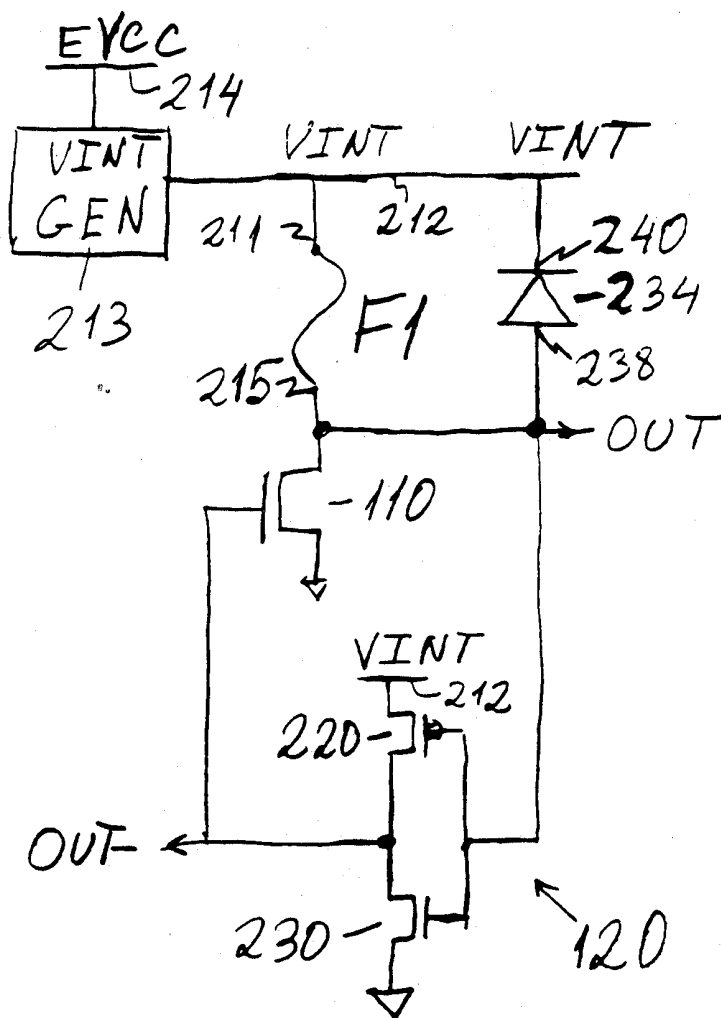 EVCC
214
VINT
GEN
213
VINT
VINT
211
212
240
234
F1
238
215
OUT
110
VINT
212
220
OUT-
230
120